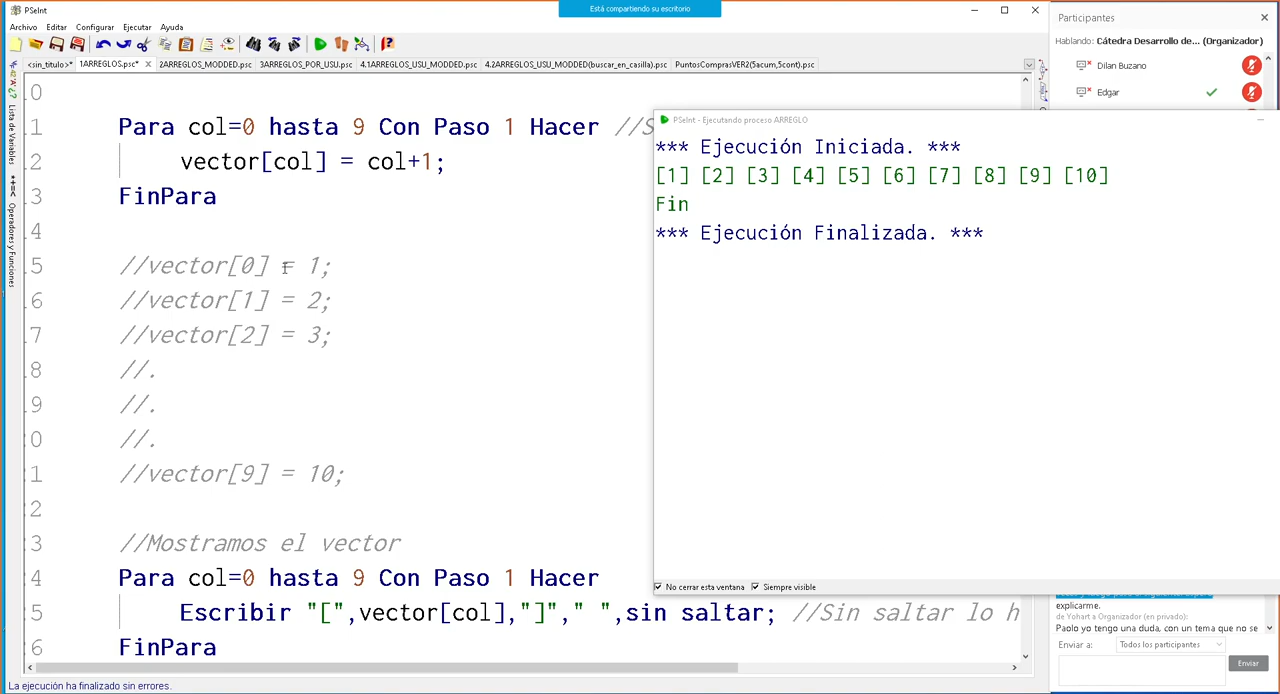 PSeInt
Está compartiendo su escritorio
Archivo Editar Configurar Ejecutar Ayuda
<sin_titulo>* 1ARREGLOS.psc* 2ARREGLOS_MODDED.psc 3ARREGLOS_POR_USU.psc 4.1ARREGLOS_USU_MODDED.psc 4.2ARREGLOS_USU_MODDED(buscar_en_casilla).psc PuntosComprasVER2(5acum,5cont).psc
Lista de Variables
Operadores y Funciones
0
1 Para col=0 hasta 9 Con Paso 1 Hacer //S
2 vector[col] = col+1;
3 FinPara
4
5 //vector[0] = 1;
6 //vector[1] = 2;
7 //vector[2] = 3;
8 //.
9 //.
0 //.
1 //vector[9] = 10;
2
3 //Mostramos el vector
4 Para col=0 hasta 9 Con Paso 1 Hacer
5 Escribir "[",vector[col],"]"," ",sin saltar; //Sin saltar lo h
6 FinPara
La ejecución ha finalizado sin errores.
PSeInt - Ejecutando proceso ARREGLO
*** Ejecución Iniciada. ***
[1] [2] [3] [4] [5] [6] [7] [8] [9] [10]
Fin
*** Ejecución Finalizada. ***
No cerrar esta ventana Siempre visible
Participantes
Hablando: Cátedra Desarrollo de... (Organizador)
Dilan Buzano
Edgar
explicarme.
de Yohart a Organizador (en privado):
Paolo yo tengo una duda, con un tema que no se
Enviar a: Todos los participantes
Enviar